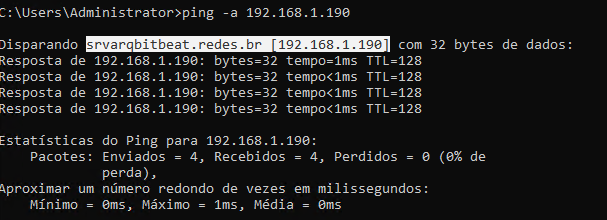 C:\Users\Administrator>ping -a 192.168.1.190
Disparando srvarqbitbeat.redes.br [192.168.1.190] com 32 bytes de dados:
Resposta de 192.168.1.190: bytes=32 tempo=1ms TTL=128
Resposta de 192.168.1.190: bytes=32 tempo<1ms TTL=128
Resposta de 192.168.1.190: bytes=32 tempo<1ms TTL=128
Resposta de 192.168.1.190: bytes=32 tempo<1ms TTL=128
Estatísticas do Ping para 192.168.1.190:
Pacotes: Enviados = 4, Recebidos = 4, Perdidos = 0 (0% de
perda),
Aproximar um número redondo de vezes em milissegundos:
Mínimo = 0ms, Máximo = 1ms, Média = 0ms